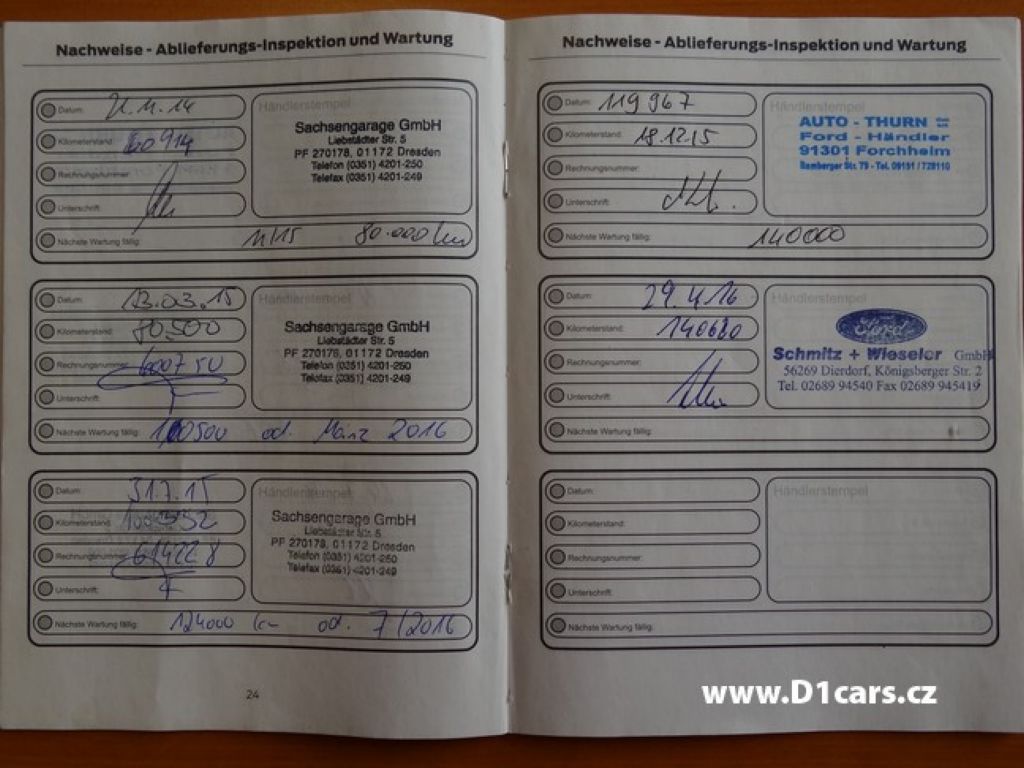 Nachweise - Ablieferungs-Inspektion und Wartung
Datum:
Händlerstempel
Kilometerstand: 60914
Sachsengarage GmbH
Liebstädter Str. 5
PF 270178, 01172 Dresden
Telefon (0351) 4201-250
Telefax (0351) 4201-249
Rechnungsnummer:
Unterschrift:
Nächste Wartung fällig: 11/15 80.000 km
Datum: 13.03.15
Händlerstempel
Kilometerstand: 80.500
Sachsengarage GmbH
Liebstädter Str. 5
PF 270178, 01172 Dresden
Telefon (0351) 4201-250
Telefax (0351) 4201-249
Rechnungsnummer: 600750
Unterschrift:
Nächste Wartung fällig: 100500 od. März 2016
Datum: 31.7.15
Händlerstempel
Kilometerstand: 100352
Sachsengarage GmbH
Liebstädter Str. 5
PF 270178, 01172 Dresden
Telefon (0351) 4201-250
Telefax (0351) 4201-249
Rechnungsnummer: 614228
Unterschrift:
Nächste Wartung fällig: 124000 km od. 7/2016
24
Nachweise - Ablieferungs-Inspektion und Wartung
Datum: 119967
Händlerstempel
Kilometerstand: 18.12.15
AUTO - THURN
Ford - Händler
91301 Forchheim
Bamberger Str. 79 - Tel. 09191 / 729110
Rechnungsnummer:
Unterschrift:
Nächste Wartung fällig: 140000
Datum: 29.4.16
Händlerstempel
Kilometerstand: 140680
Ford
Schmitz + Wieseler GmbH
56269 Dierdorf, Königsberger Str. 2
Tel. 02689 94540 Fax 02689 945419
Rechnungsnummer:
Unterschrift:
Nächste Wartung fällig:
Datum:
Händlerstempel
Kilometerstand:
Rechnungsnummer:
Unterschrift:
Nächste Wartung fällig:
www.D1cars.cz